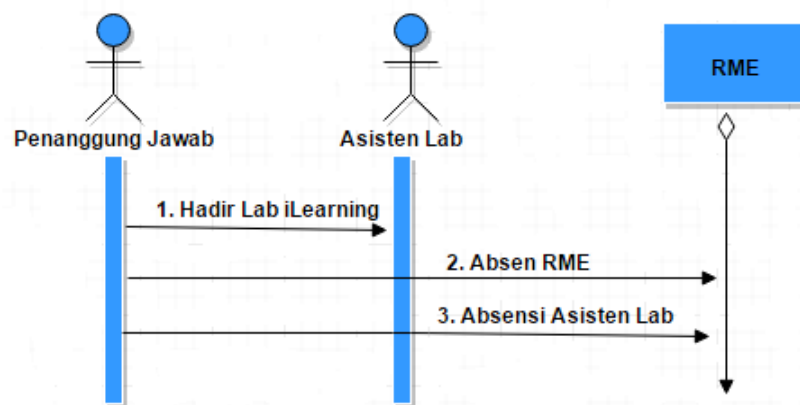 RME
Penanggung Jawab
Asisten Lab
1. Hadir Lab iLearning
2. Absen RME
3. Absensi Asisten Lab